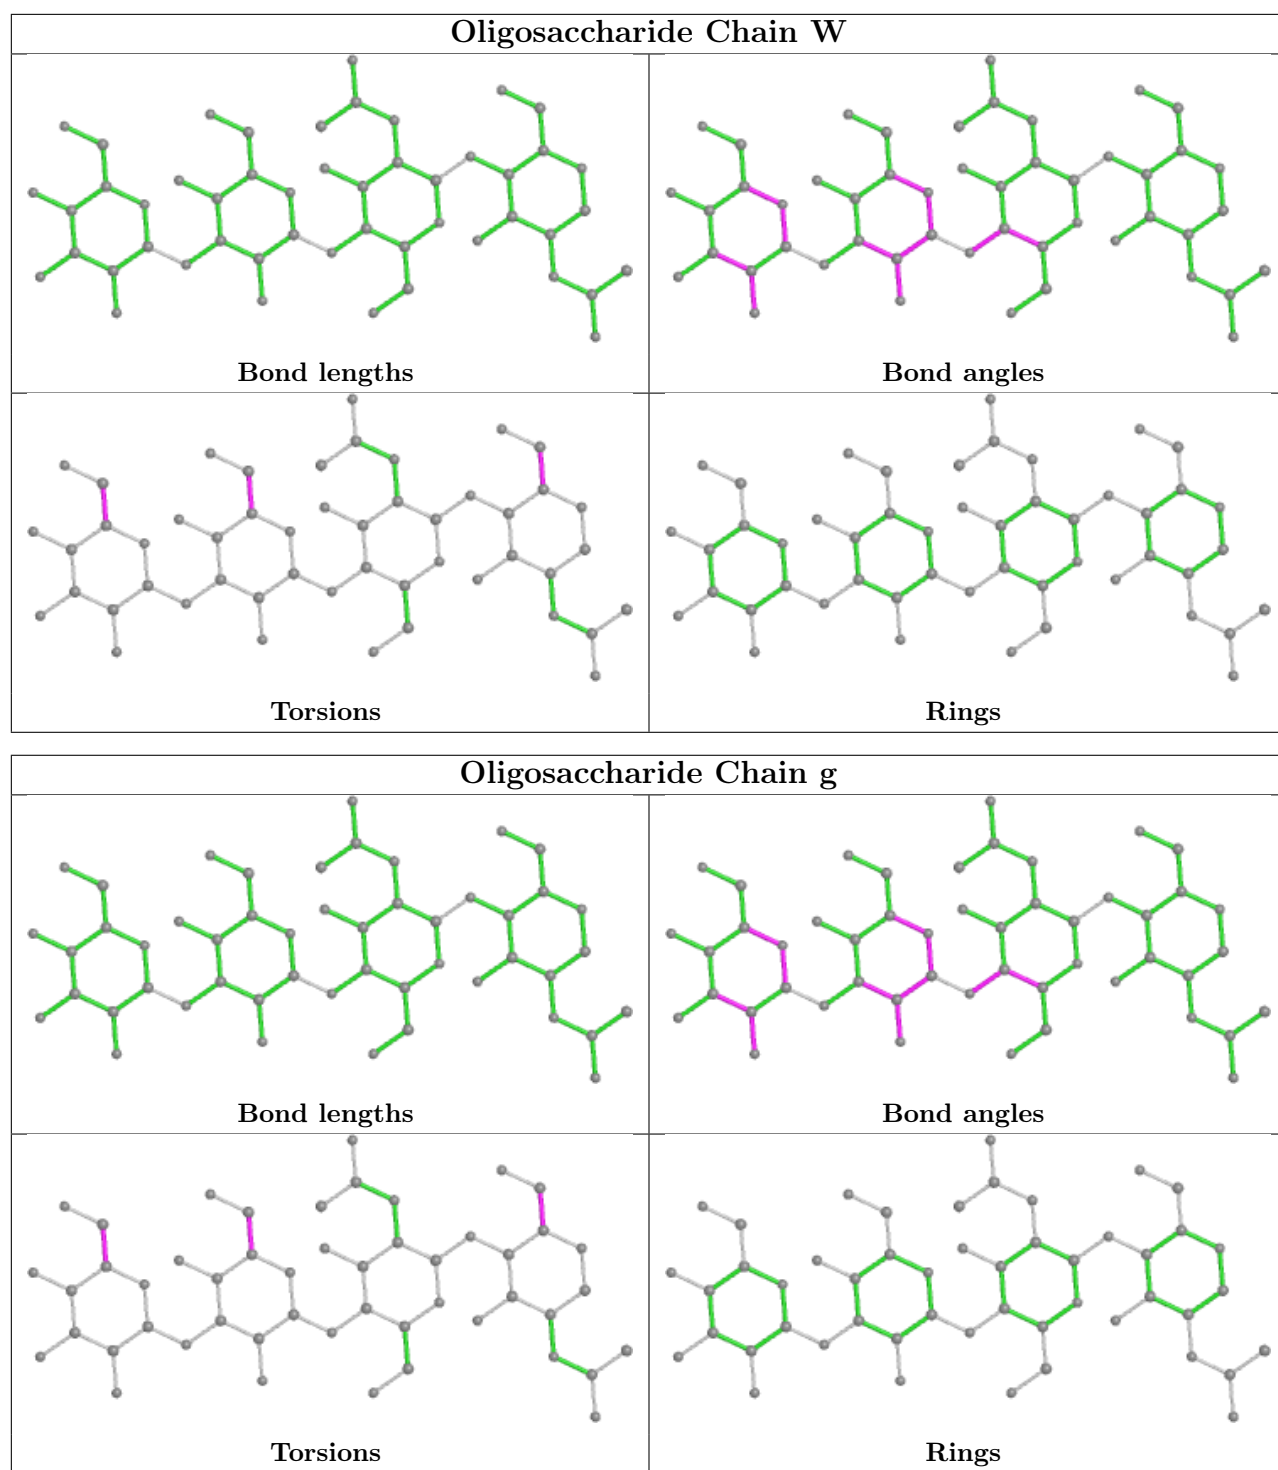 Oligosaccharide Chain W
Bond lengths
Bond angles
Torsions
Rings
Oligosaccharide Chain g
Bond lengths
Bond angles
Torsions
Rings